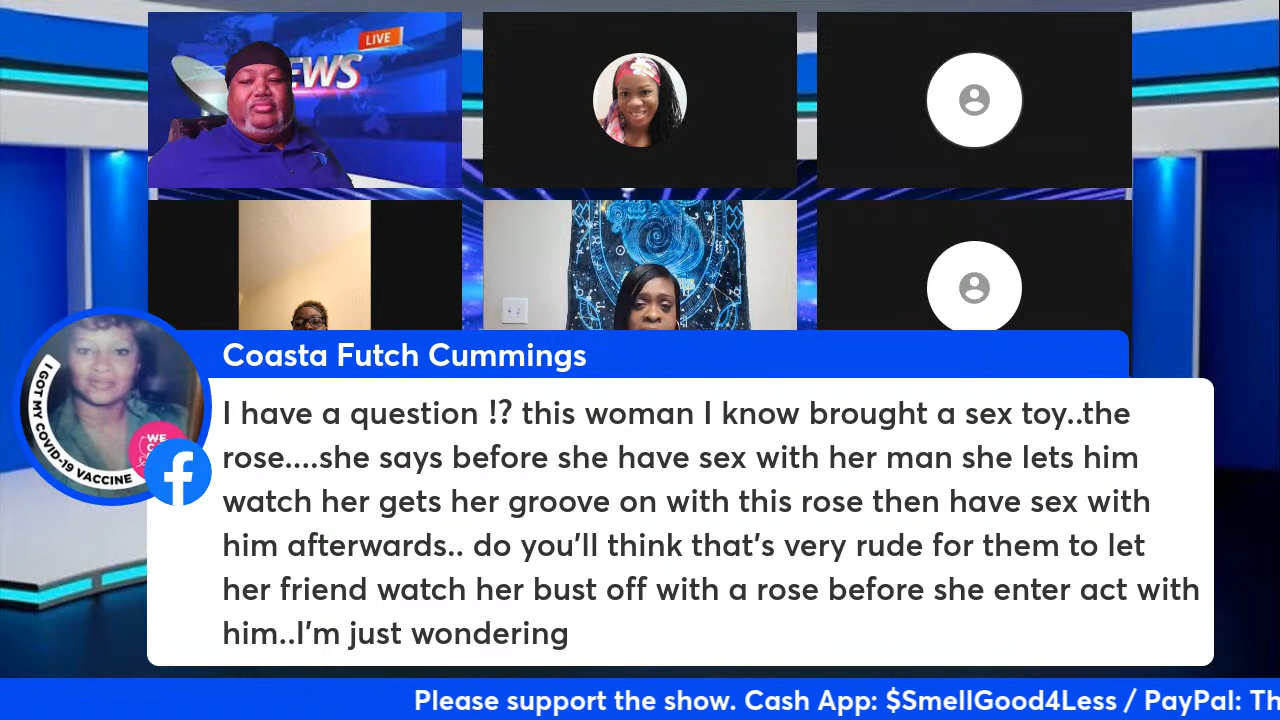 LIVE
EWS
Coasta Futch Cummings
I have a question !? this woman I know brought a sex toy..the
rose....she says before she have sex with her man she lets him
watch her gets her groove on with this rose then have sex with
him afterwards.. do you'll think that's very rude for them to let
her friend watch her bust off with a rose before she enter act with
him..I'm just wondering
I GOT MY COVID-19 VACCINE
WE
Please support the show. Cash App: $SmellGood4Less / PayPal: Th